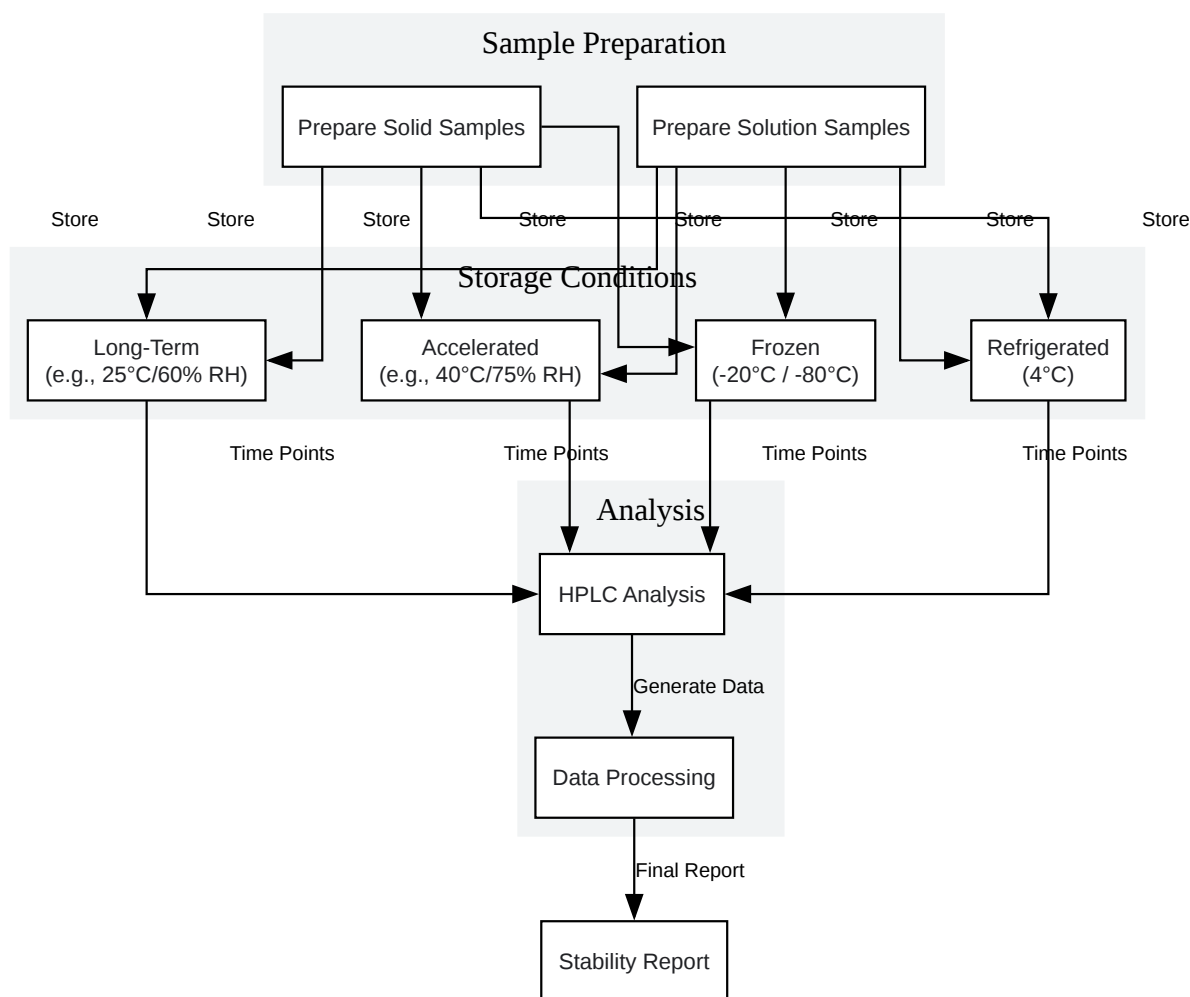 Sample Preparation
Prepare Solid Samples
Prepare Solution Samples
Store
Store
Store
Store
Store
Store
Store
Store
Storage Conditions
Long-Term
(e.g., 25°C/60% RH)
Accelerated
(e.g., 40°C/75% RH)
Frozen
(-20°C / -80°C)
Refrigerated
(4°C)
Time Points
Time Points
Time Points
Time Points
Analysis
HPLC Analysis
Generate Data
Data Processing
Final Report
Stability Report